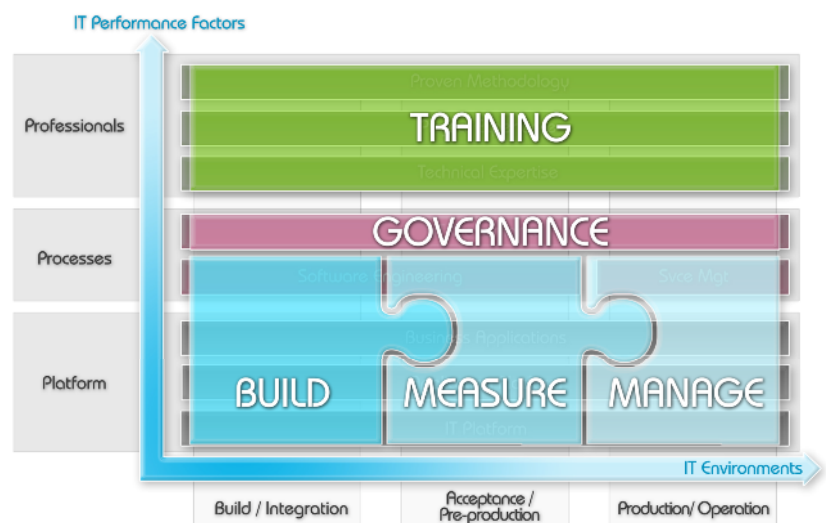 IT Performance Factors
Proven Methodology
Professionals
TRAINING
Technical Expertise
GOVERNANCE
Processes
Software Engineering
Svce Mgt
Business Applications
Platform
BUILD
MEASURE
MANAGE
IT Platform
IT Environments
Build / Integration
Acceptance /
Pre-production
Production/ Operation